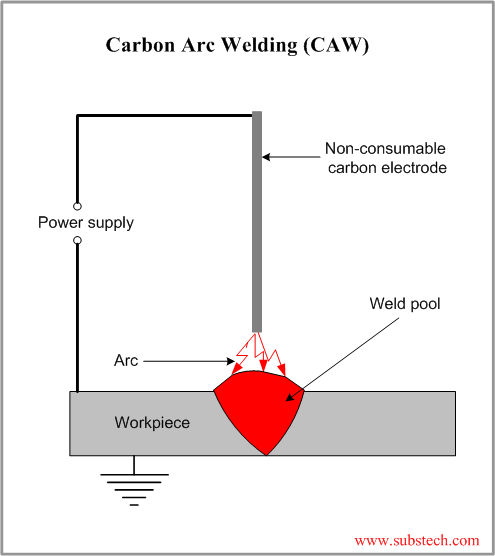 Carbon Arc Welding (CAW)
Non-consumable
carbon electrode
Power supply
Weld pool
Arc
Workpiece
www.substech.com